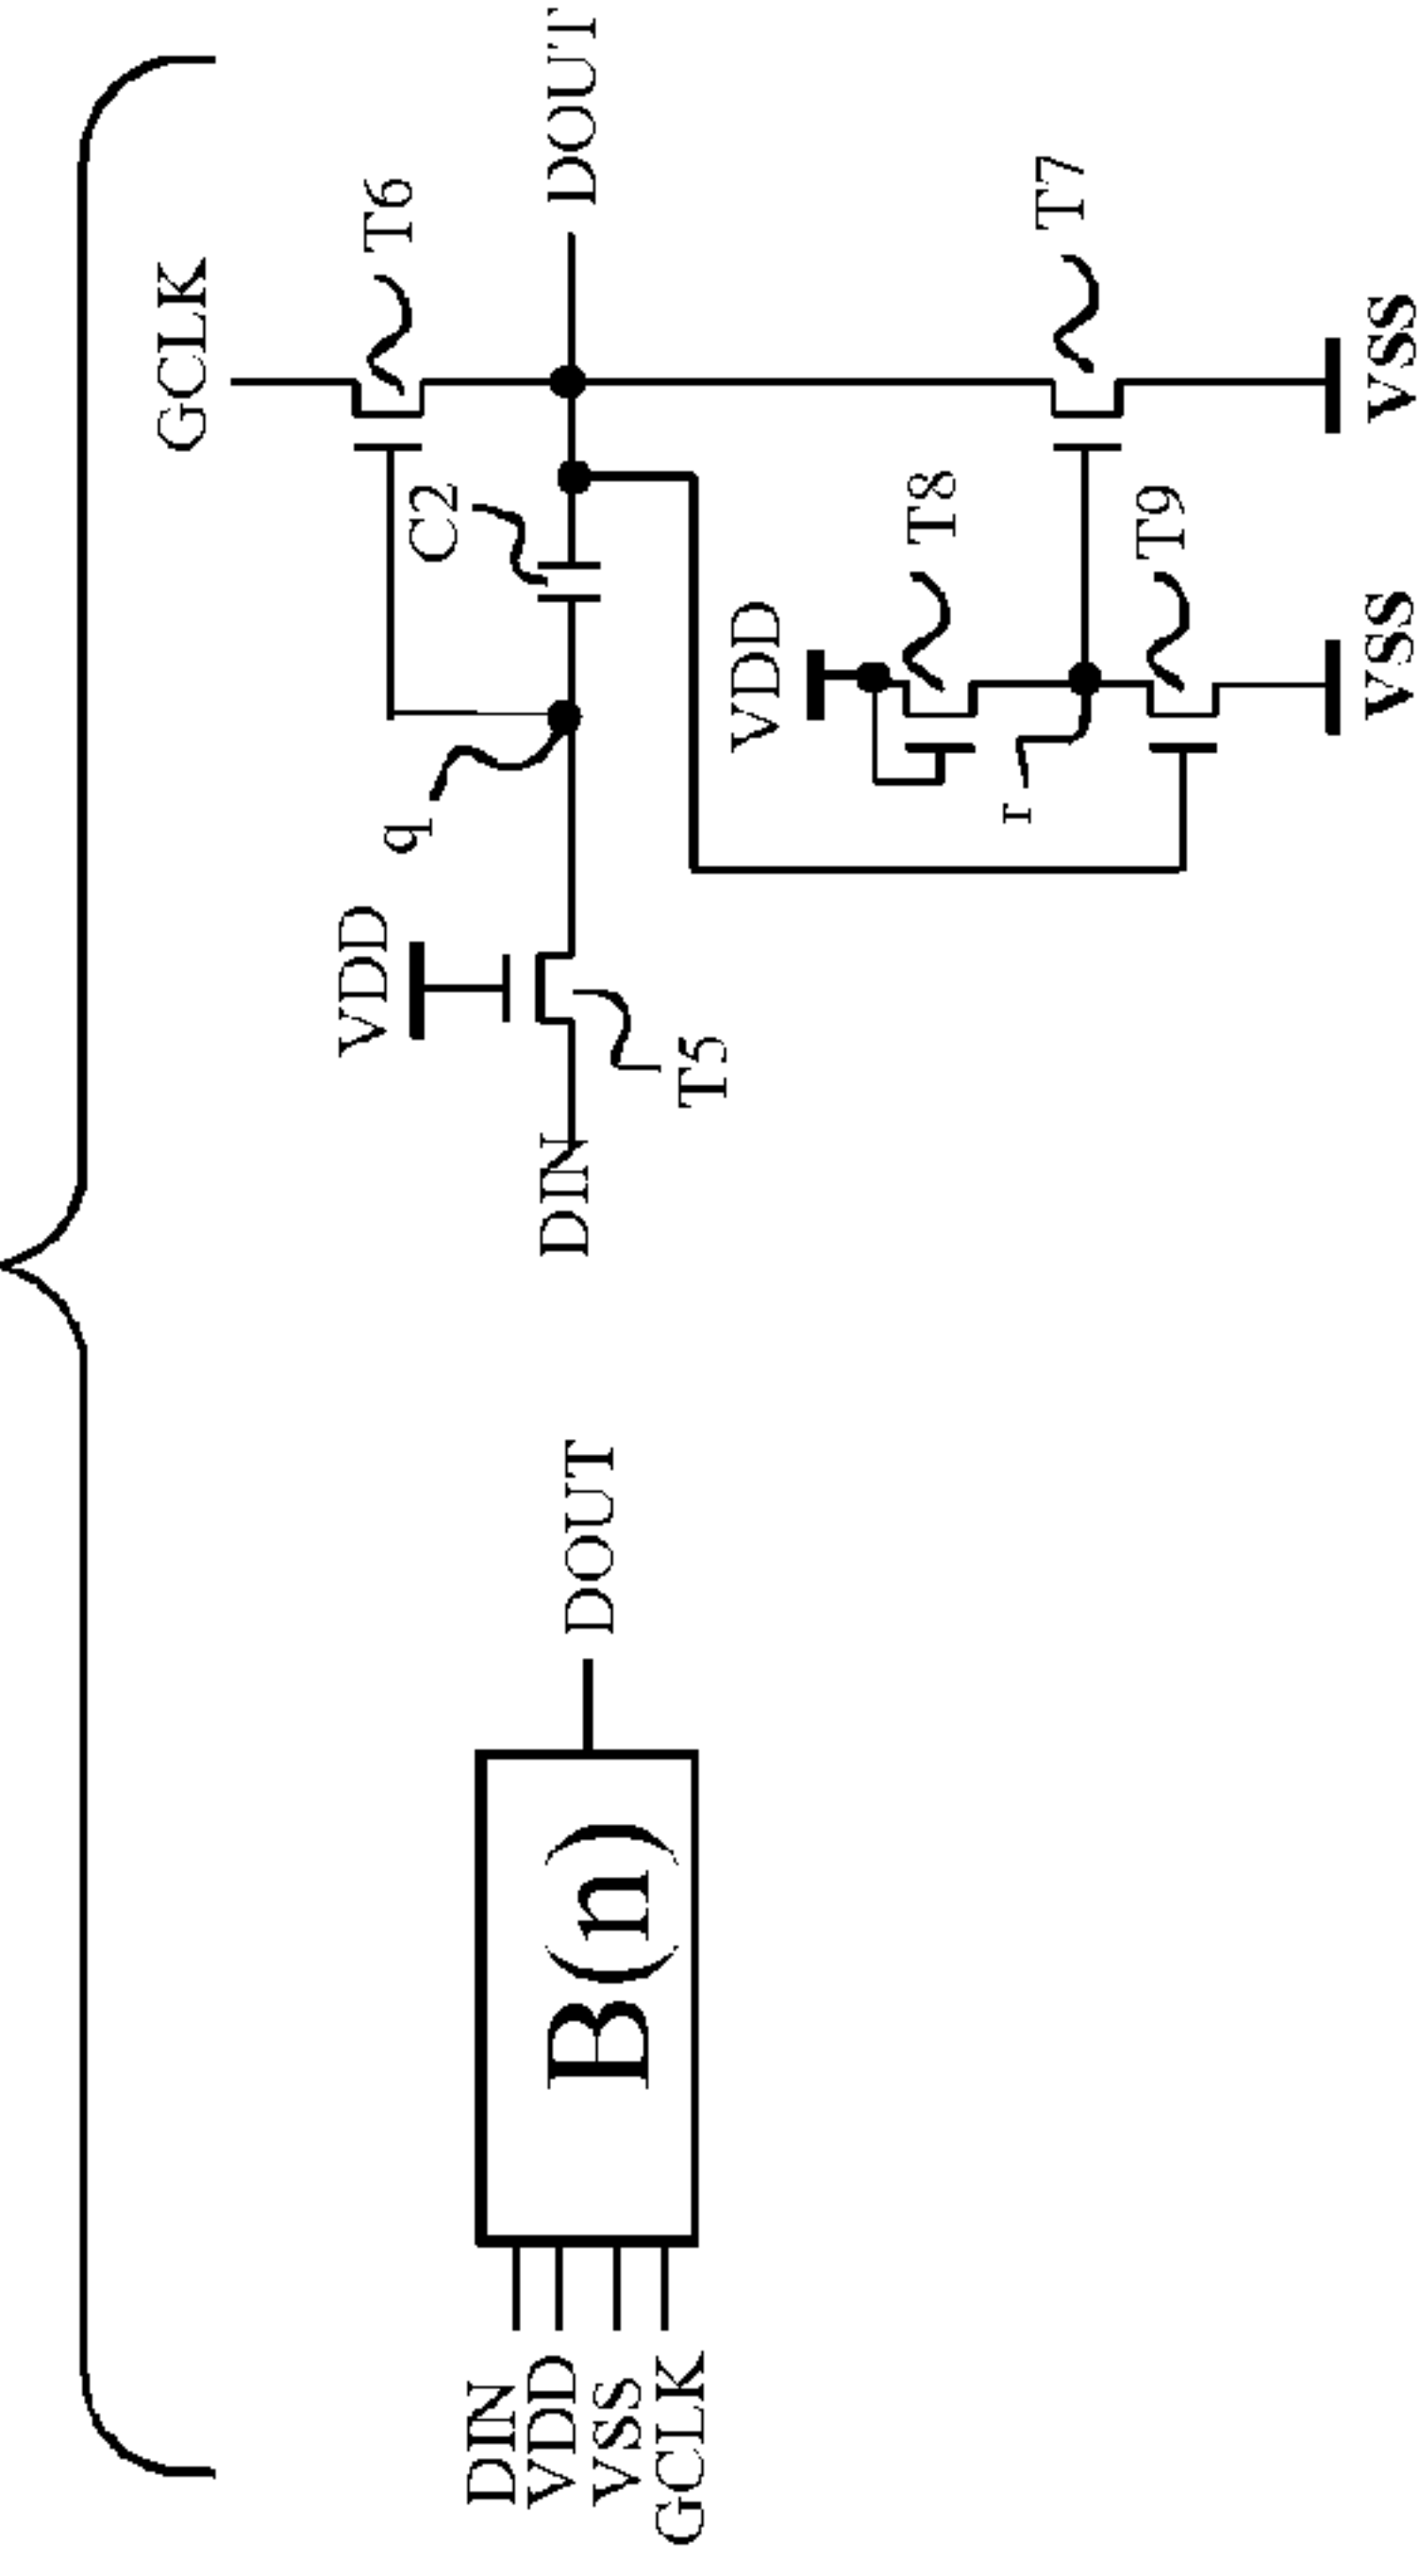 DIN
VDD
VSS
GCLK
B(n)
DOUT
GCLK
T6
DOUT
C2
q
VDD
DIN
T5
VDD
T8
r
T9
T7
VSS
VSS